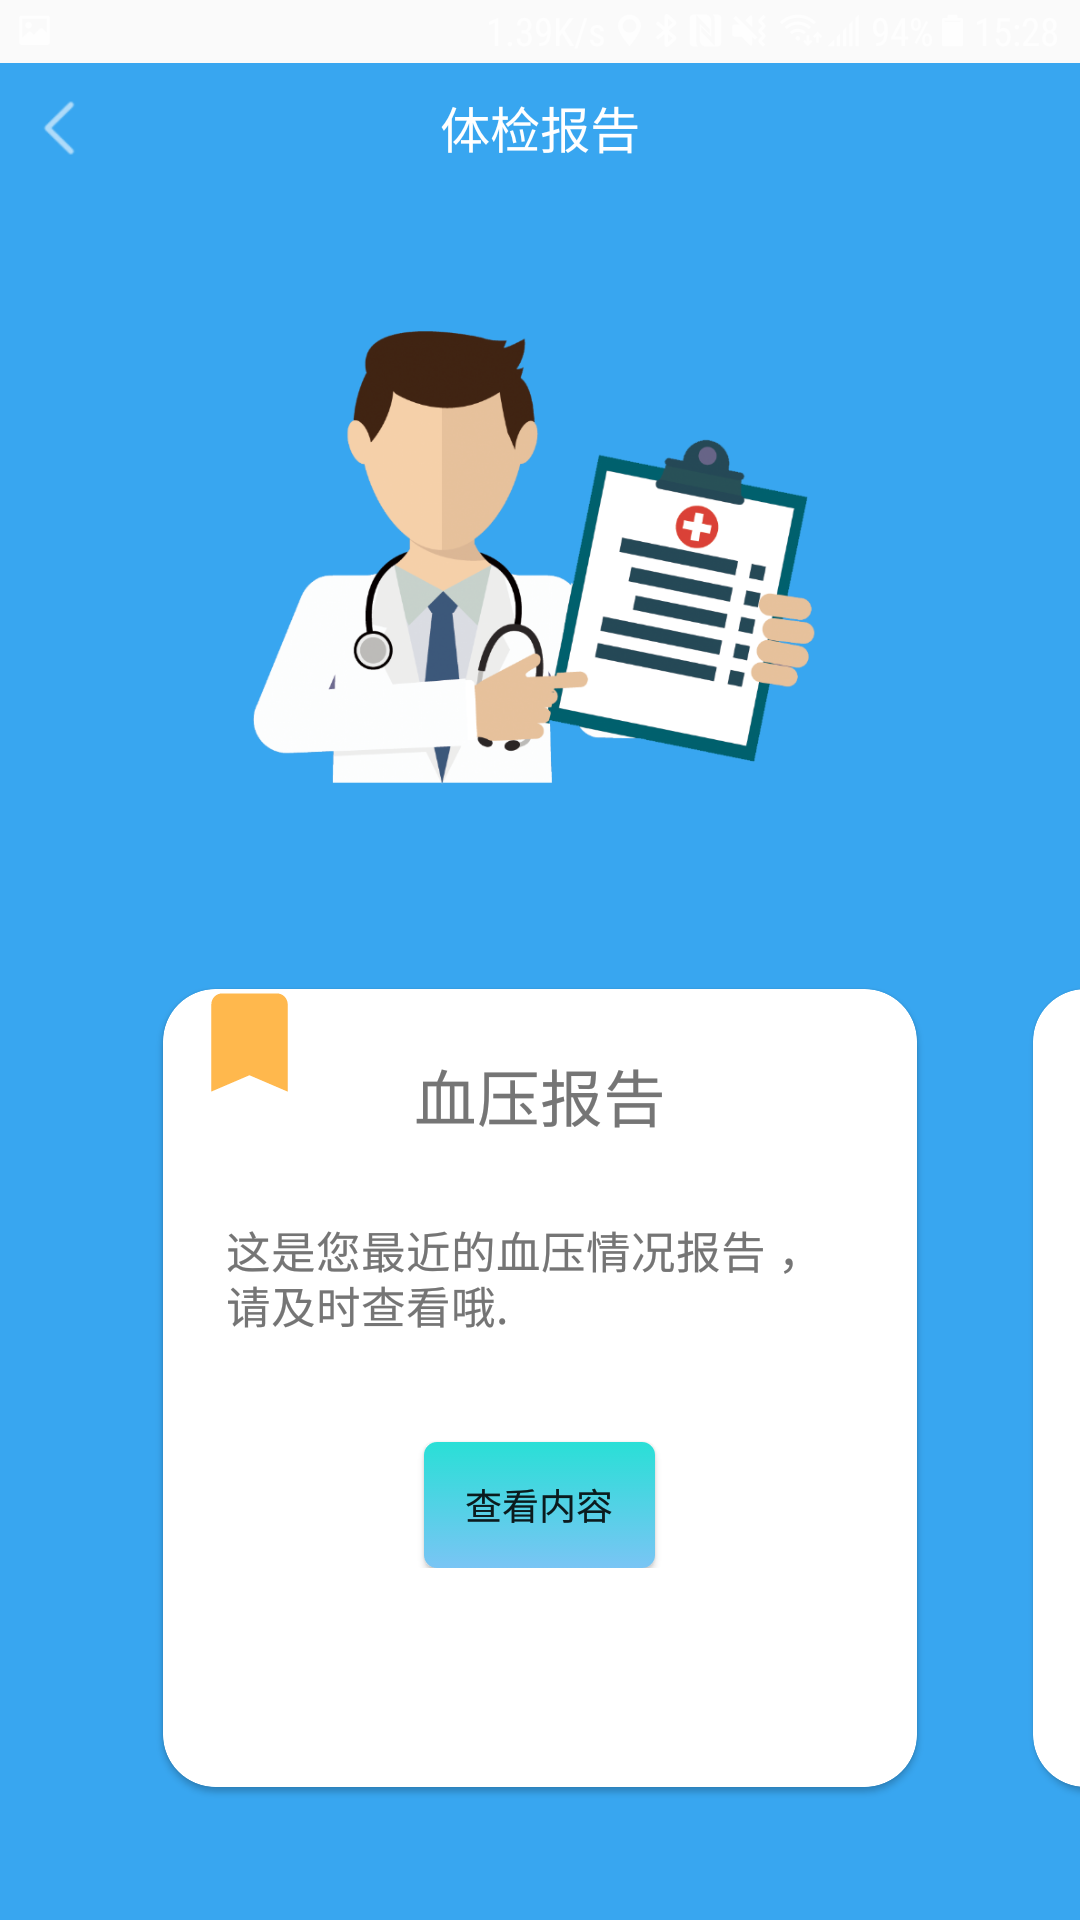 1.39K/s 94% 15:28
体检报告
血压报告
这是您最近的血压情况报告，
请及时查看哦.
查看内容